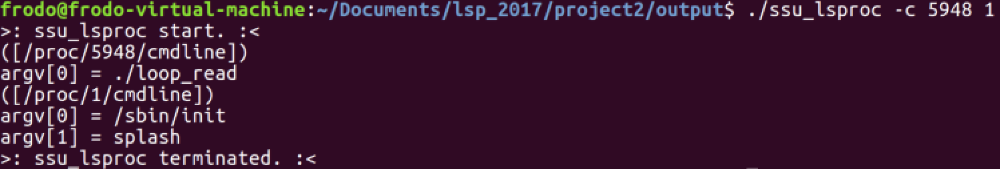 frodo@frodo-virtual-machine:~/Documents/lsp_2017/project2/output$ ./ssu_lsproc -c 5948 1
>: ssu_lsproc start. :<
([/proc/5948/cmdline])
argv[0] = ./loop_read
([/proc/1/cmdline])
argv[0] = /sbin/init
argv[1] = splash
>: ssu_lsproc terminated. :<